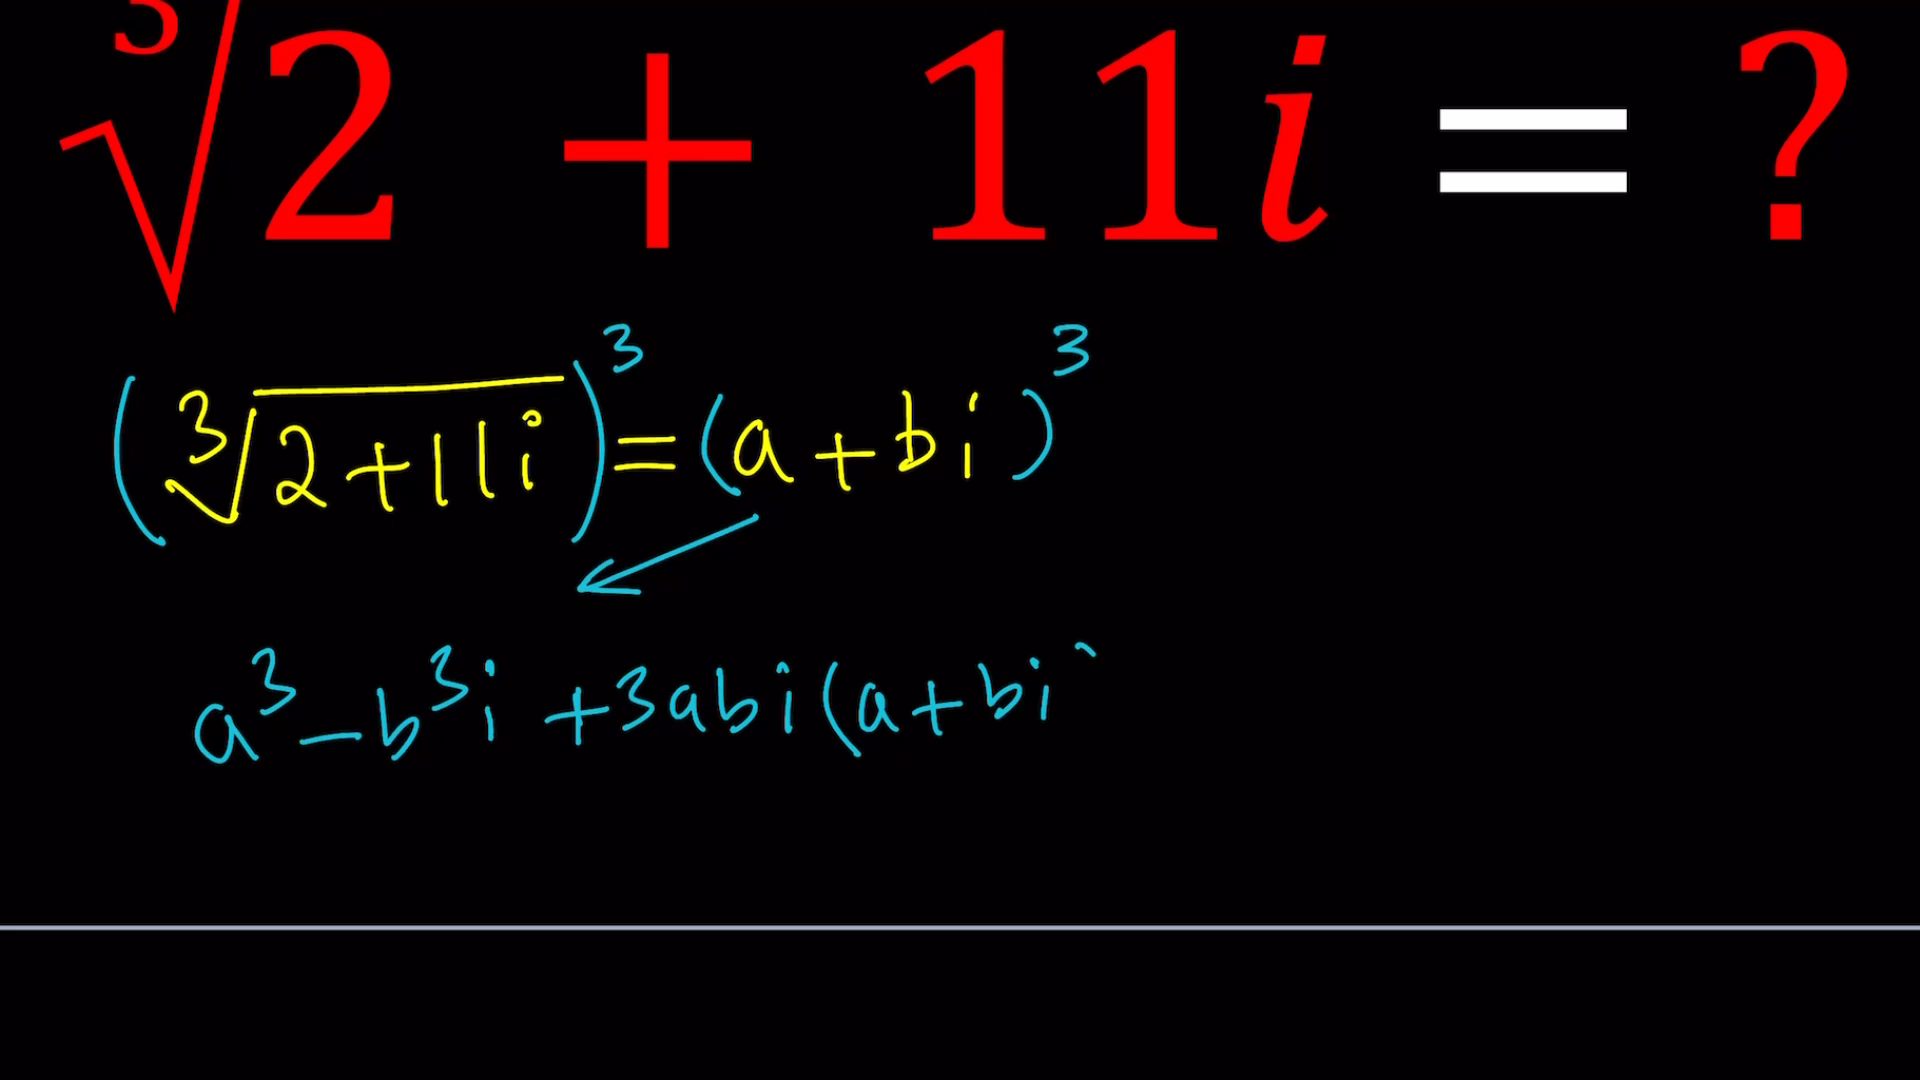 ∛2 + 11i = ?
(∛(2+11i))³ = (a+bi)³
a³ − b³i + 3abi(a+bi